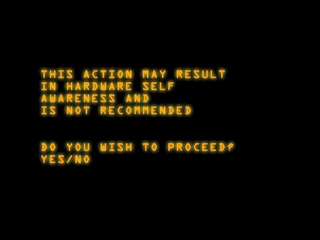 THIS ACTION MAY RESULT
IN HARDWARE SELF
AWARENESS AND
IS NOT RECOMMENDED
DO YOU WISH TO PROCEED?
YES/NO